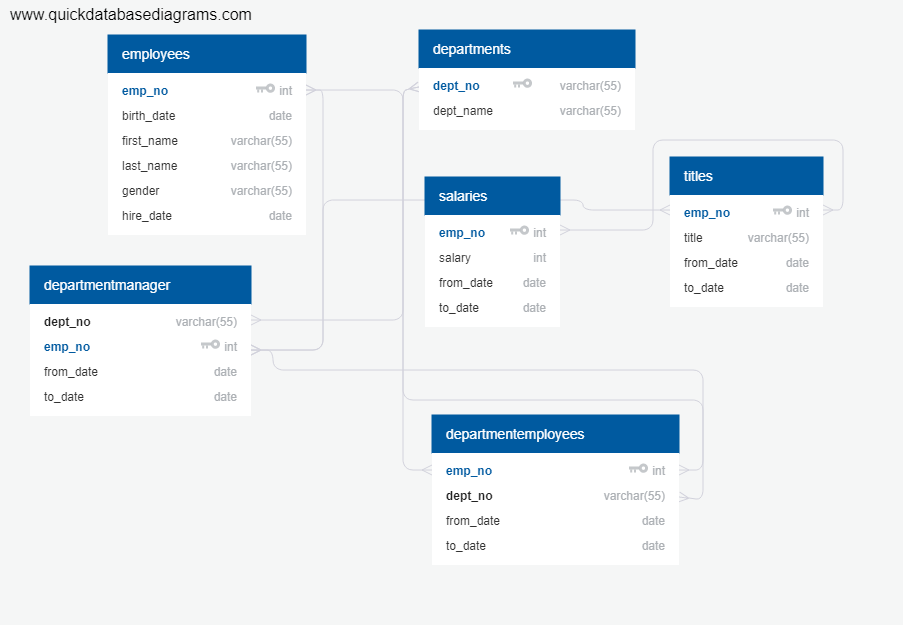 www.quickdatabasediagrams.com
employees
emp_no int
birth_date date
first_name varchar(55)
last_name varchar(55)
gender varchar(55)
hire_date date
departments
dept_no varchar(55)
dept_name varchar(55)
salaries
emp_no int
salary int
from_date date
to_date date
titles
emp_no int
title varchar(55)
from_date date
to_date date
departmentmanager
dept_no varchar(55)
emp_no int
from_date date
to_date date
departmentemployees
emp_no int
dept_no varchar(55)
from_date date
to_date date